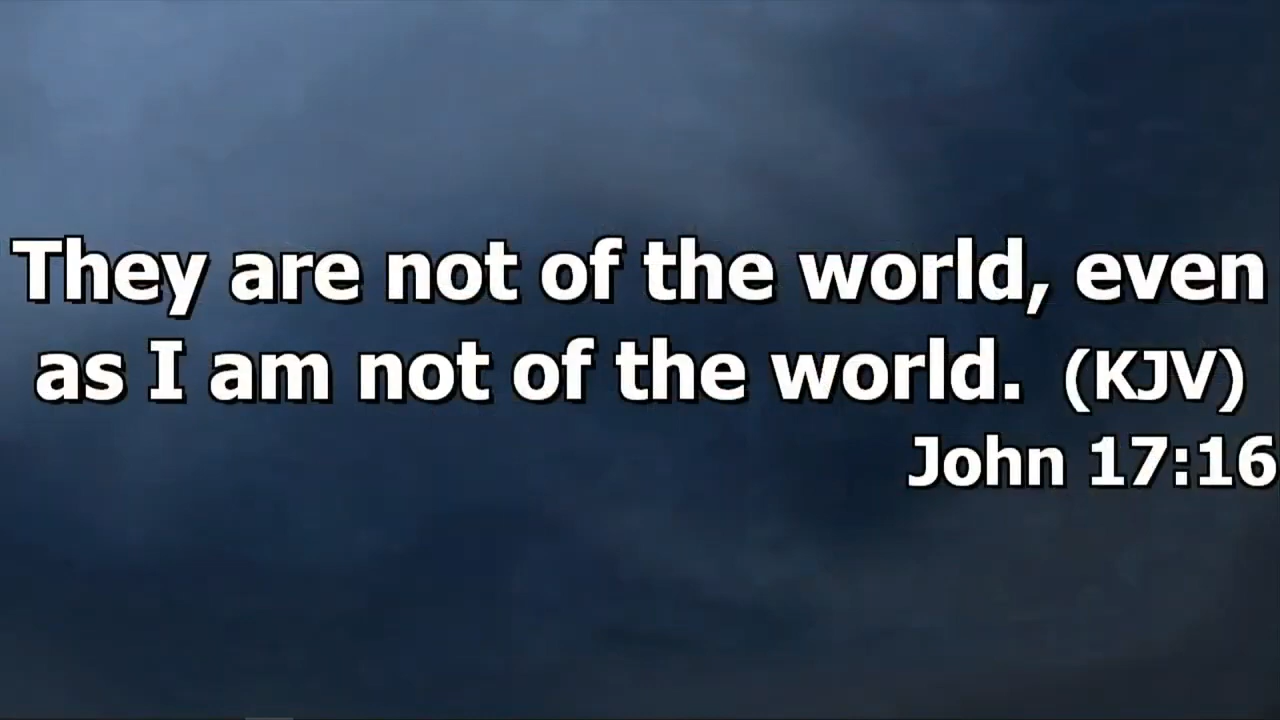 They are not of the world, even
as I am not of the world. (KJV)
John 17:16